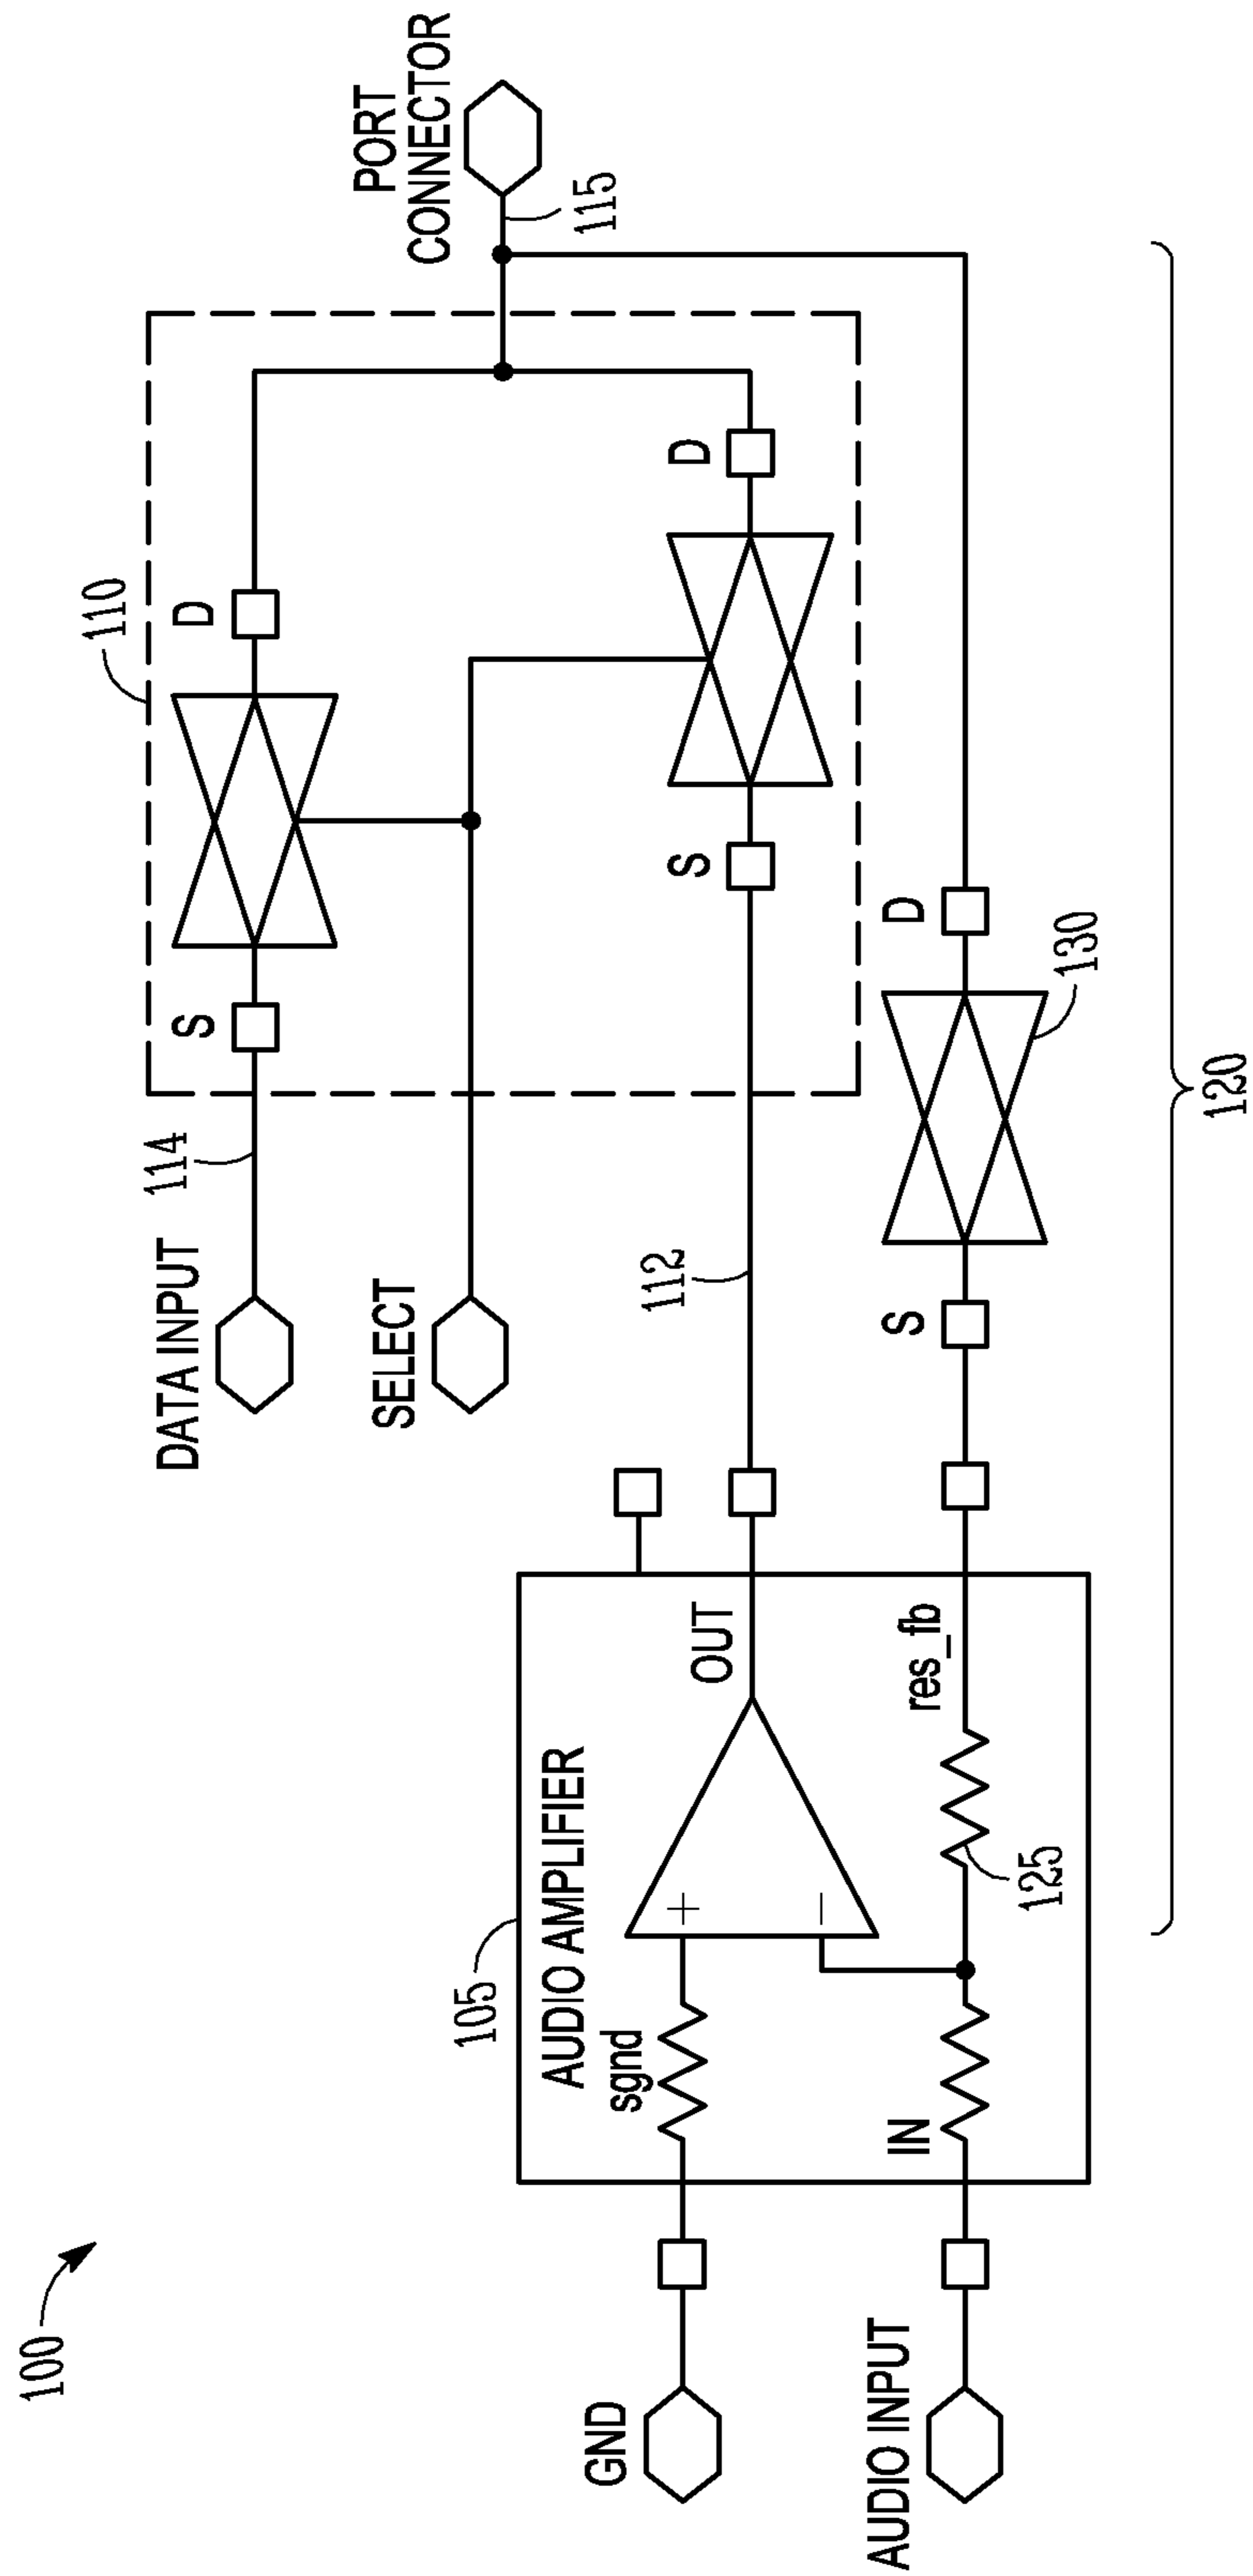 100
PORT
CONNECTOR
115
110
D
S
114
DATA INPUT
SELECT
D
S
112
D
130
S
120
105
AUDIO AMPLIFIER
OUT
sgnd
+
−
res_fb
125
IN
GND
AUDIO INPUT